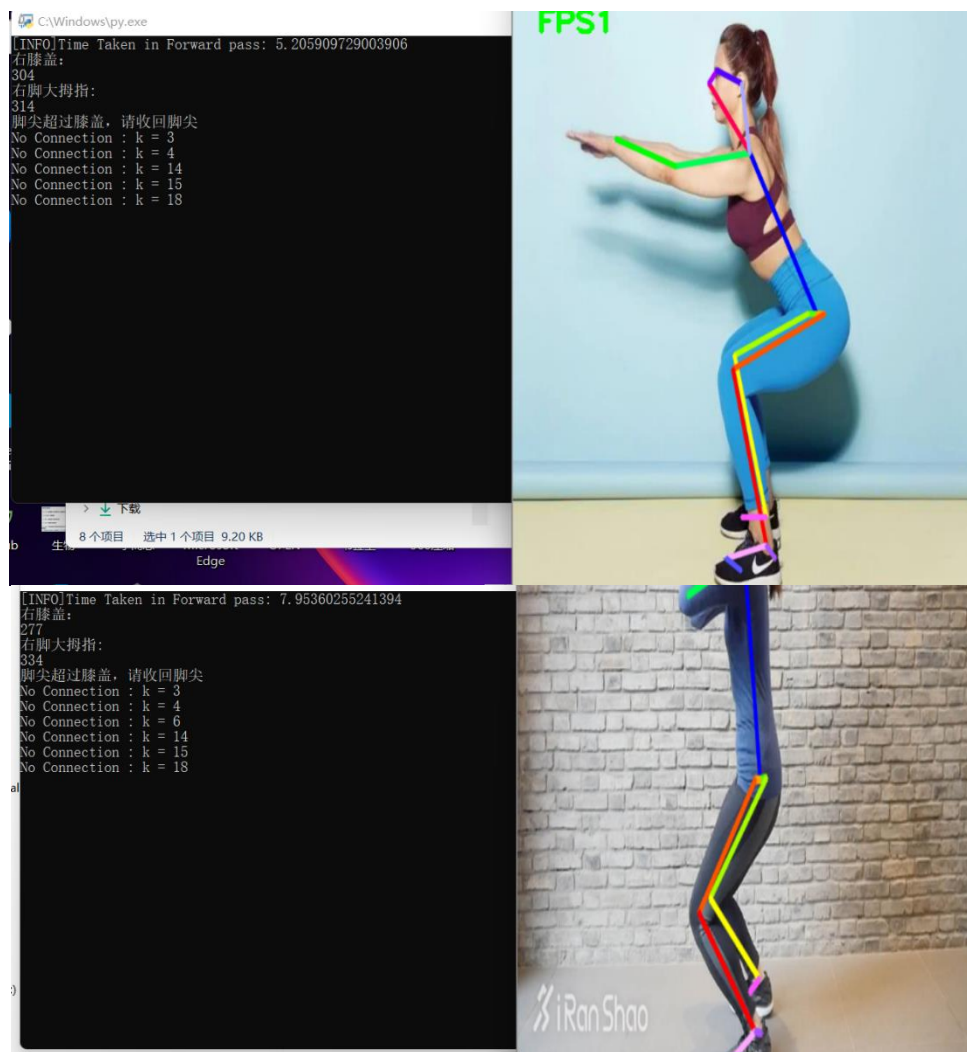 C:\Windows\py.exe
FPS1
[INFO]Time Taken in Forward pass: 5.205909729003906
右膝盖:
304
右脚大拇指:
314
脚尖超过膝盖，请收回脚尖
No Connection : k = 3
No Connection : k = 4
No Connection : k = 14
No Connection : k = 15
No Connection : k = 18
下载
8个项目 选中1个项目 9.20 KB
Edge
[INFO]Time Taken in Forward pass: 7.95360255241394
右膝盖:
277
右脚大拇指:
334
脚尖超过膝盖，请收回脚尖
No Connection : k = 3
No Connection : k = 4
No Connection : k = 6
No Connection : k = 14
No Connection : k = 15
No Connection : k = 18
iRanShao